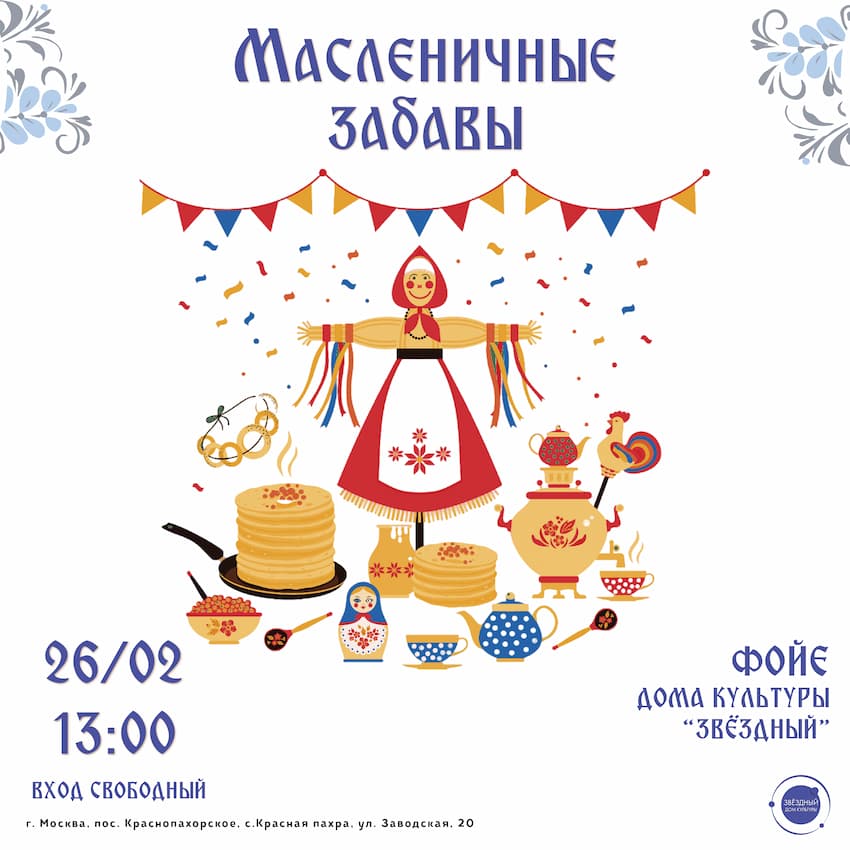 Масленичные
забавы
26/02
13:00
вход свободный
фойе
дома культуры
“звёздный”
ЗВЁЗДНЫЙ
ДОМ КУЛЬТУРЫ
г. Москва, пос. Краснопахорское, с.Красная пахра, ул. Заводская, 20